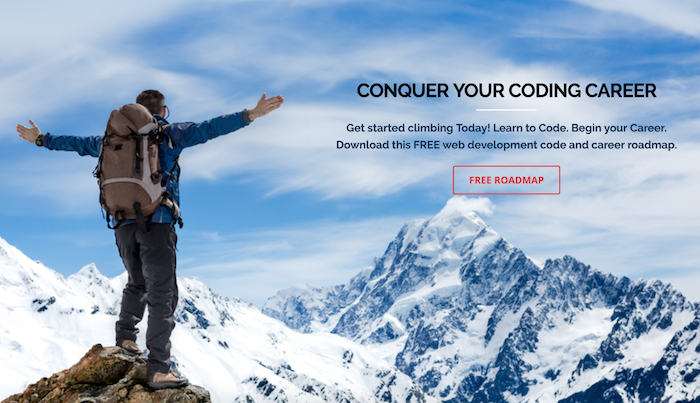 CONQUER YOUR CODING CAREER
Get started climbing Today! Learn to Code. Begin your Career.
Download this FREE web development code and career roadmap.
FREE ROADMAP